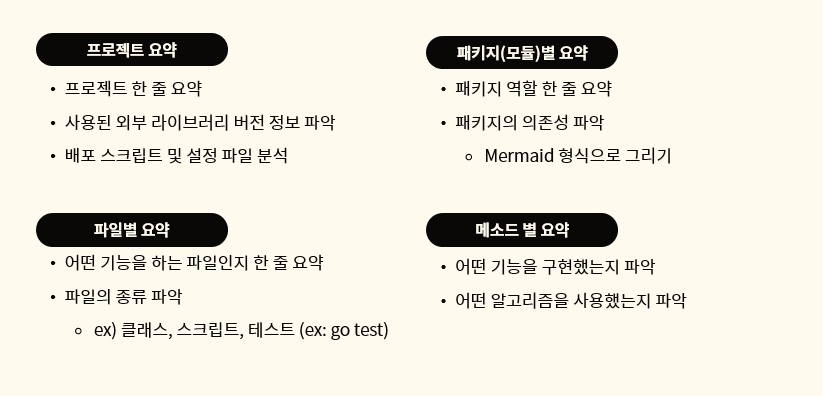 프로젝트 요약
• 프로젝트 한 줄 요약
• 사용된 외부 라이브러리 버전 정보 파악
• 배포 스크립트 및 설정 파일 분석
패키지(모듈)별 요약
• 패키지 역할 한 줄 요약
• 패키지의 의존성 파악
◦ Mermaid 형식으로 그리기
파일별 요약
• 어떤 기능을 하는 파일인지 한 줄 요약
• 파일의 종류 파악
◦ ex) 클래스, 스크립트, 테스트 (ex: go test)
메소드 별 요약
• 어떤 기능을 구현했는지 파악
• 어떤 알고리즘을 사용했는지 파악